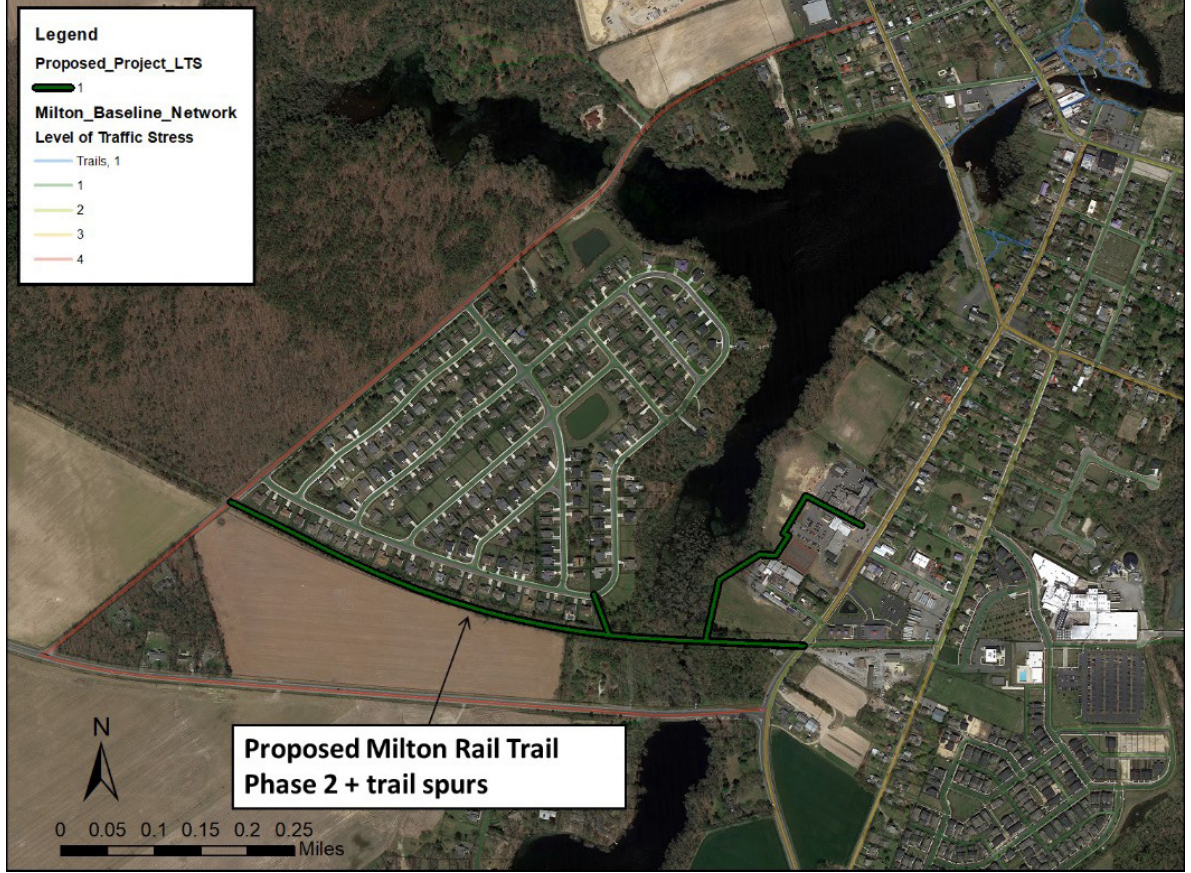 Legend
Proposed_Project_LTS
1
Milton_Baseline_Network
Level of Traffic Stress
Trails, 1
1
2
3
4
Proposed Milton Rail Trail
Phase 2 + trail spurs
N
0 0.05 0.1 0.15 0.2 0.25
Miles